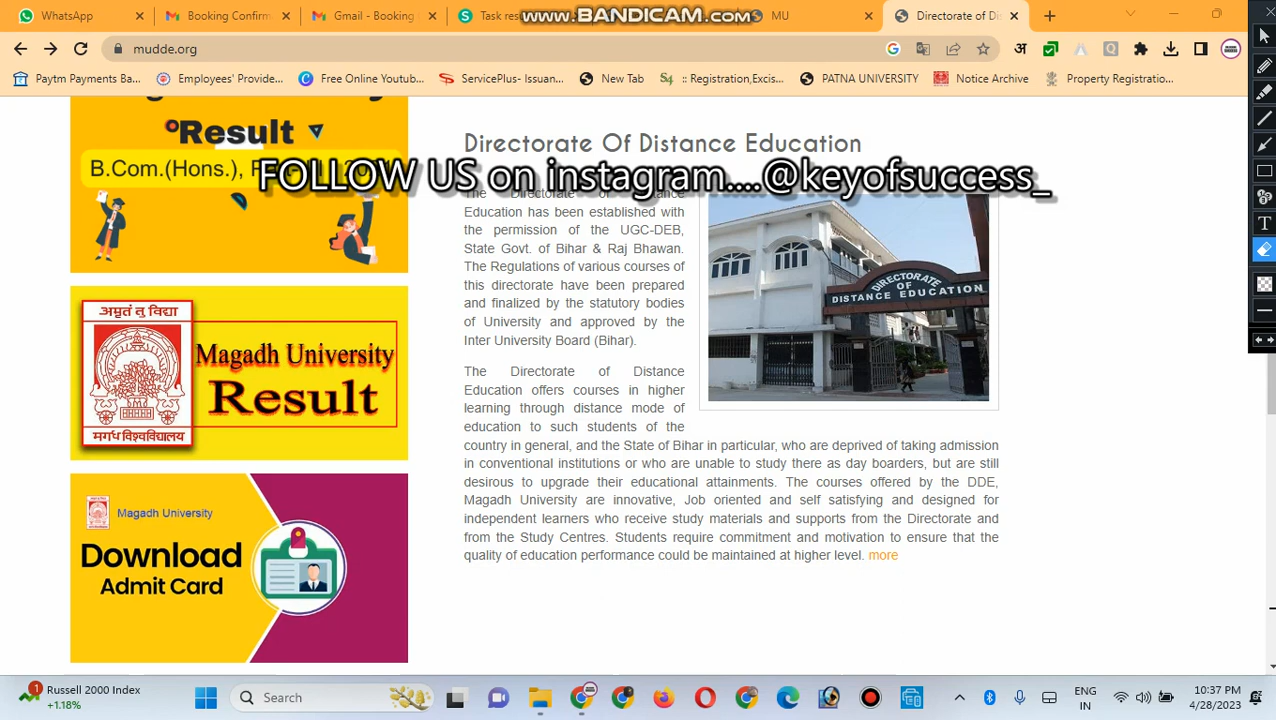 WhatsApp
Booking Confirm
Gmail - Booking
Task res
www.BANDICAM.com
MU
Directorate of Di
mudde.org
अ
Paytm Payments Ba...
Employees' Provide...
Free Online Youtub...
ServicePlus- Issuan...
New Tab
:: Registration,Excis...
PATNA UNIVERSITY
Notice Archive
Property Registratio...
Result
B.Com.(Hons.), P
FOLLOW US on instagram....@keyofsuccess_
Directorate Of Distance Education
The Directorate of Distance
Education has been established with
the permission of the UGC-DEB,
State Govt. of Bihar & Raj Bhawan.
The Regulations of various courses of
this directorate have been prepared
and finalized by the statutory bodies
of University and approved by the
Inter University Board (Bihar).
DIRECTORATE
OF
DISTANCE EDUCATION
The Directorate of Distance
Education offers courses in higher
learning through distance mode of
education to such students of the
country in general, and the State of Bihar in particular, who are deprived of taking admission
in conventional institutions or who are unable to study there as day boarders, but are still
desirous to upgrade their educational attainments. The courses offered by the DDE,
Magadh University are innovative, Job oriented and self satisfying and designed for
independent learners who receive study materials and supports from the Directorate and
from the Study Centres. Students require commitment and motivation to ensure that the
quality of education performance could be maintained at higher level. more
अमृतं तु विद्या
Magadh University
Result
मगध विश्वविद्यालय
Magadh University
Download
Admit Card
1
Russell 2000 Index
+1.18%
Search
ENG
IN
10:37 PM
4/28/2023